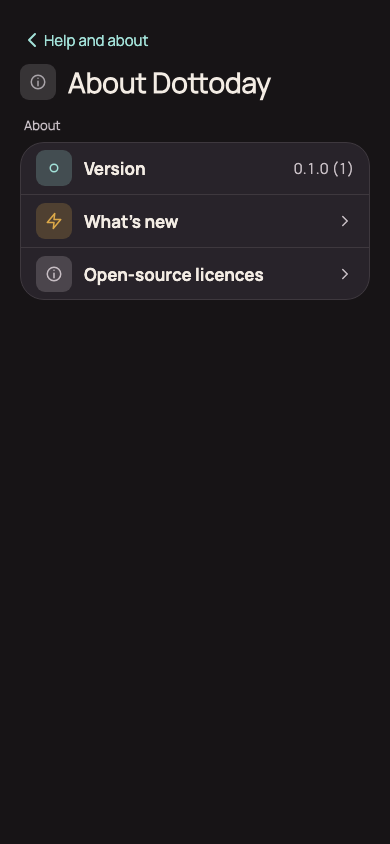 Help and about
About Dottoday
About
Version 0.1.0 (1)
What's new
Open-source licences